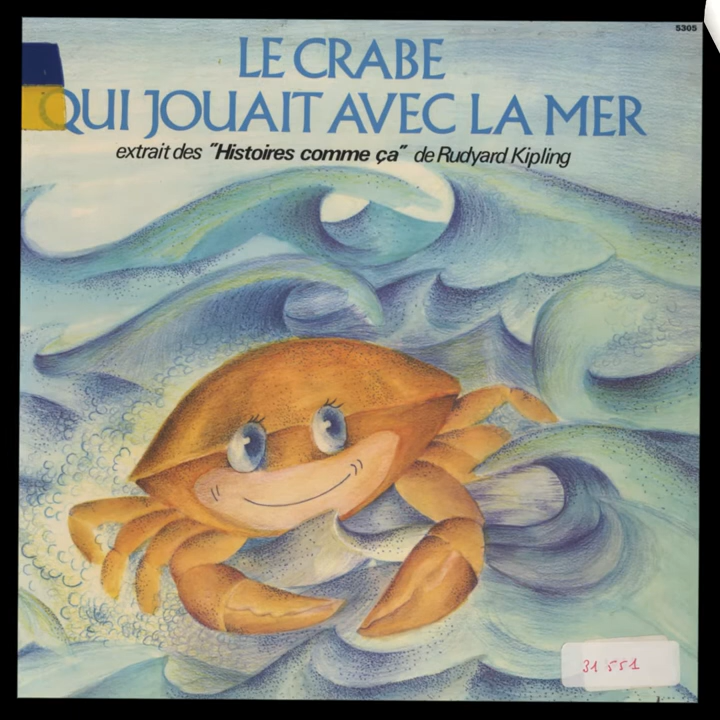 5305
LE CRABE
QUI JOUAIT AVEC LA MER
extrait des "Histoires comme ça" de Rudyard Kipling
31 551